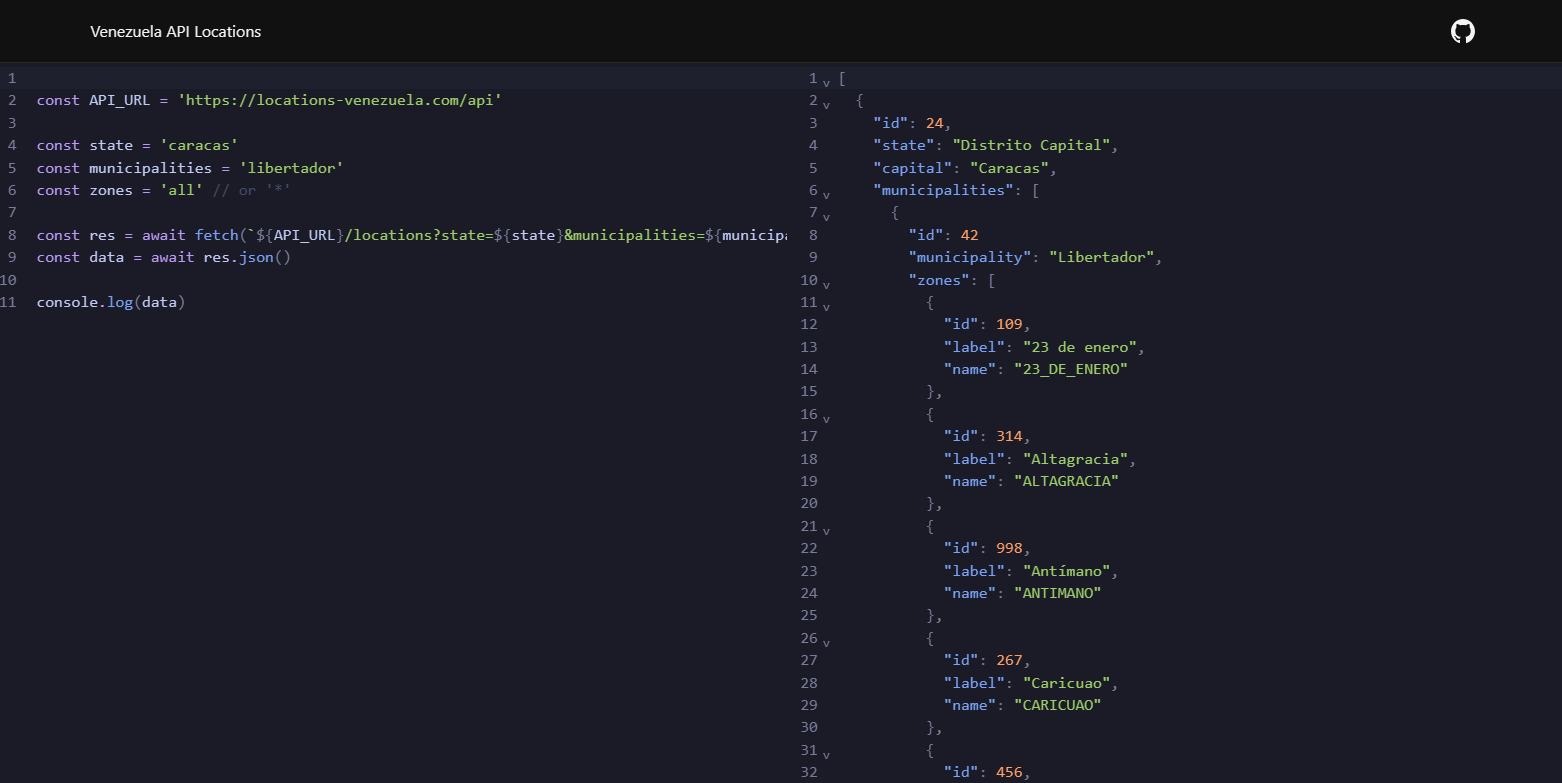 Venezuela API Locations
1
2 const API_URL = 'https://locations-venezuela.com/api'
3
4 const state = 'caracas'
5 const municipalities = 'libertador'
6 const zones = 'all' // or '*'
7
8 const res = await fetch(`${API_URL}/locations?state=${state}&municipalities=${municipa
9 const data = await res.json()
10
11 console.log(data)
1 [
2 {
3 "id": 24,
4 "state": "Distrito Capital",
5 "capital": "Caracas",
6 "municipalities": [
7 {
8 "id": 42
9 "municipality": "Libertador",
10 "zones": [
11 {
12 "id": 109,
13 "label": "23 de enero",
14 "name": "23_DE_ENERO"
15 },
16 {
17 "id": 314,
18 "label": "Altagracia",
19 "name": "ALTAGRACIA"
20 },
21 {
22 "id": 998,
23 "label": "Antímano",
24 "name": "ANTIMANO"
25 },
26 {
27 "id": 267,
28 "label": "Caricuao",
29 "name": "CARICUAO"
30 },
31 {
32 "id": 456,